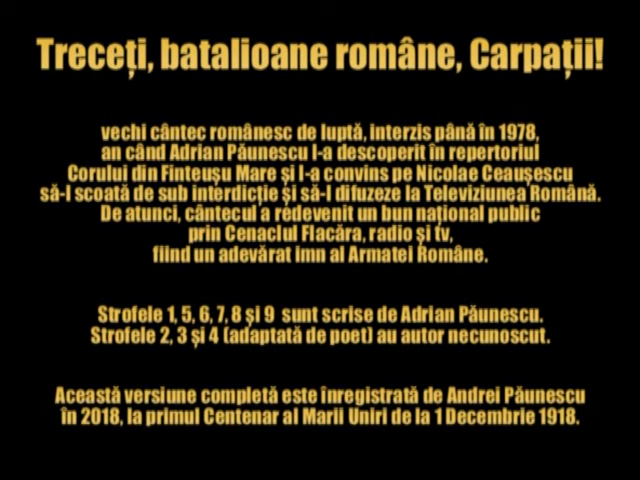 Treceți, batalioane române, Carpații!
vechi cântec românesc de luptă, interzis până în 1978,
an când Adrian Păunescu l-a descoperit în repertoriul
Corului din Finteușu Mare și l-a convins pe Nicolae Ceaușescu
să-l scoată de sub interdicție și să-l difuzeze la Televiziunea Română.
De atunci, cântecul a redevenit un bun național public
prin Cenaclul Flacăra, radio și tv,
fiind un adevărat imn al Armatei Române.
Strofele 1, 5, 6, 7, 8 și 9 sunt scrise de Adrian Păunescu.
Strofele 2, 3 și 4 (adaptată de poet) au autor necunoscut.
Această versiune completă este înregistrată de Andrei Păunescu
în 2018, la primul Centenar al Marii Uniri de la 1 Decembrie 1918.